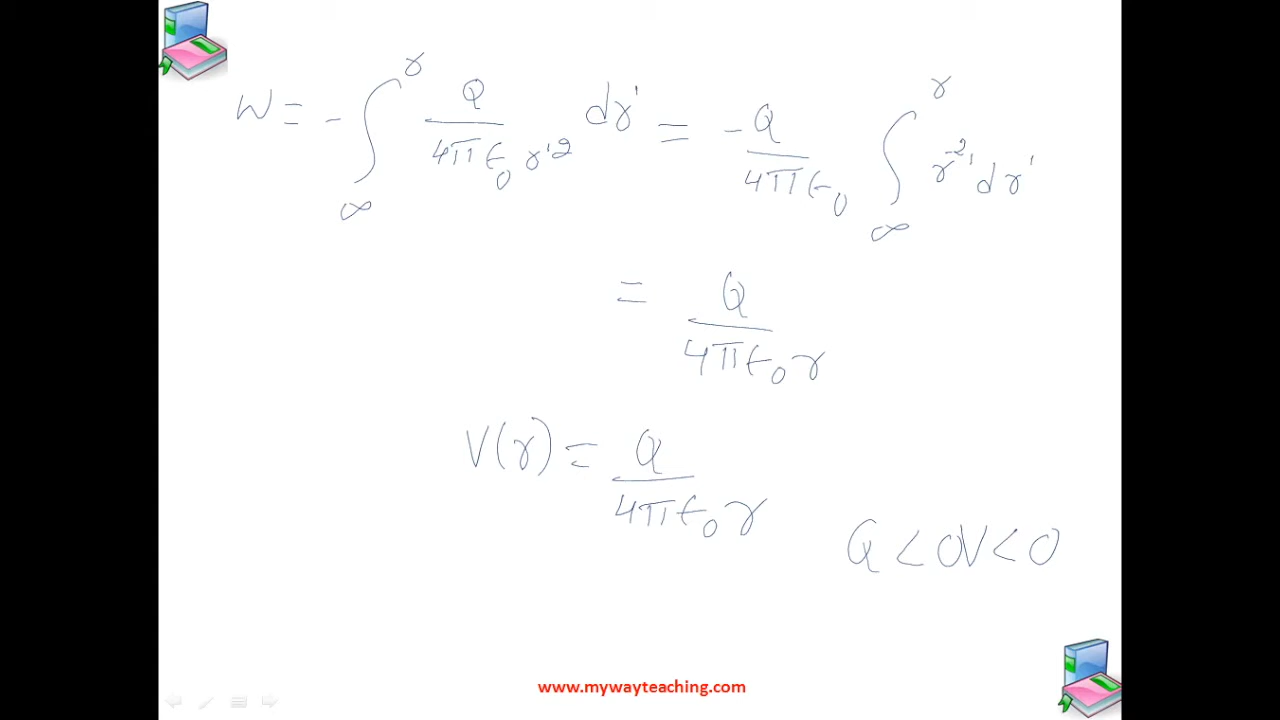 W = - ∫_∞^r Q / 4πε₀r'² dr' = -Q / 4πε₀ ∫_∞^r r⁻²' dr'
= Q / 4πε₀r
V(r) = Q / 4πε₀r
Q < 0 V < 0
www.mywayteaching.com